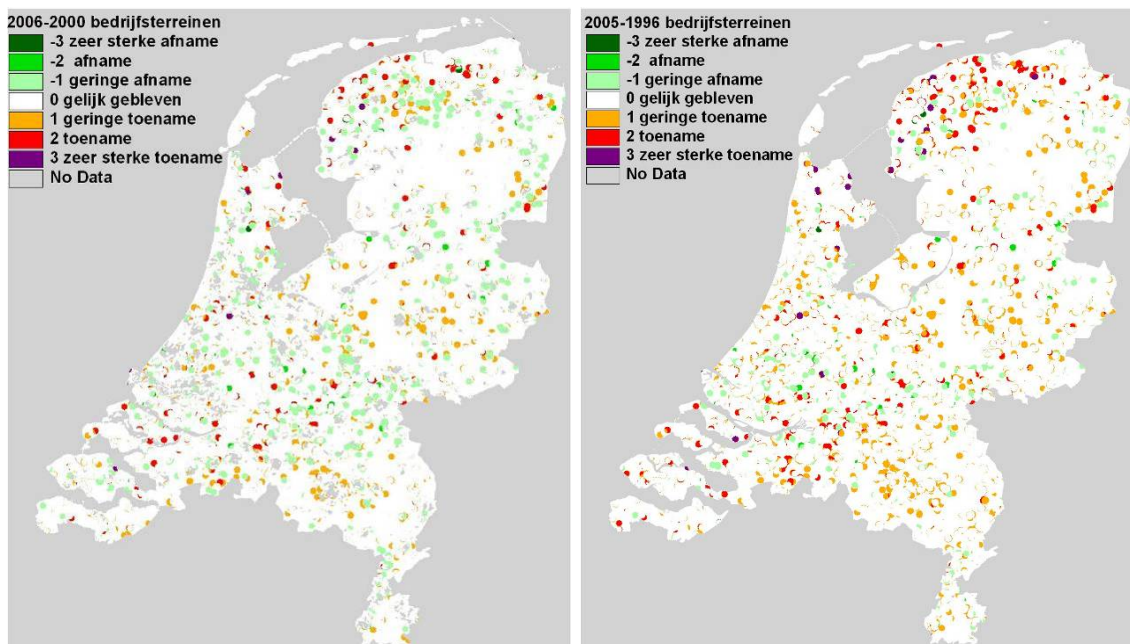 2006-2000 bedrijfsterreinen
-3 zeer sterke afname
-2 afname
-1 geringe afname
0 gelijk gebleven
1 geringe toename
2 toename
3 zeer sterke toename
No Data
2005-1996 bedrijfsterreinen
-3 zeer sterke afname
-2 afname
-1 geringe afname
0 gelijk gebleven
1 geringe toename
2 toename
3 zeer sterke toename
No Data